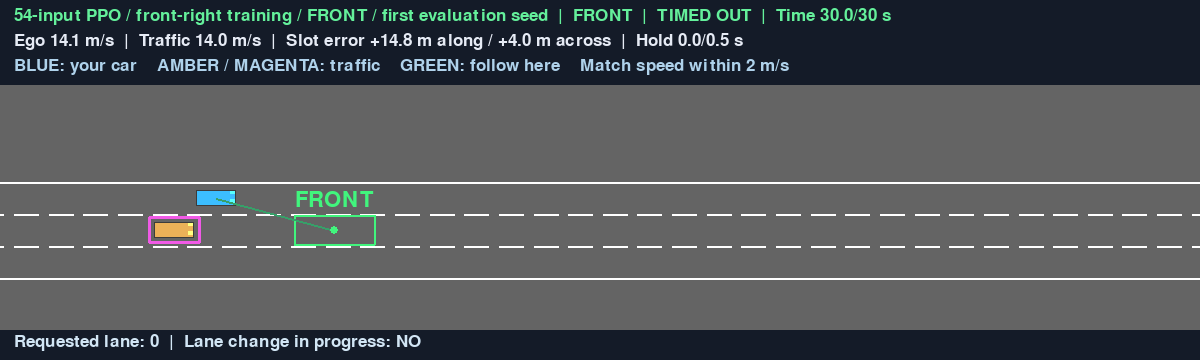 54-input PPO / front-right training / FRONT / first evaluation seed | FRONT | TIMED OUT | Time 30.0/30 s
Ego 14.1 m/s | Traffic 14.0 m/s | Slot error +14.8 m along / +4.0 m across | Hold 0.0/0.5 s
BLUE: your car AMBER / MAGENTA: traffic GREEN: follow here Match speed within 2 m/s
FRONT
Requested lane: 0 | Lane change in progress: NO